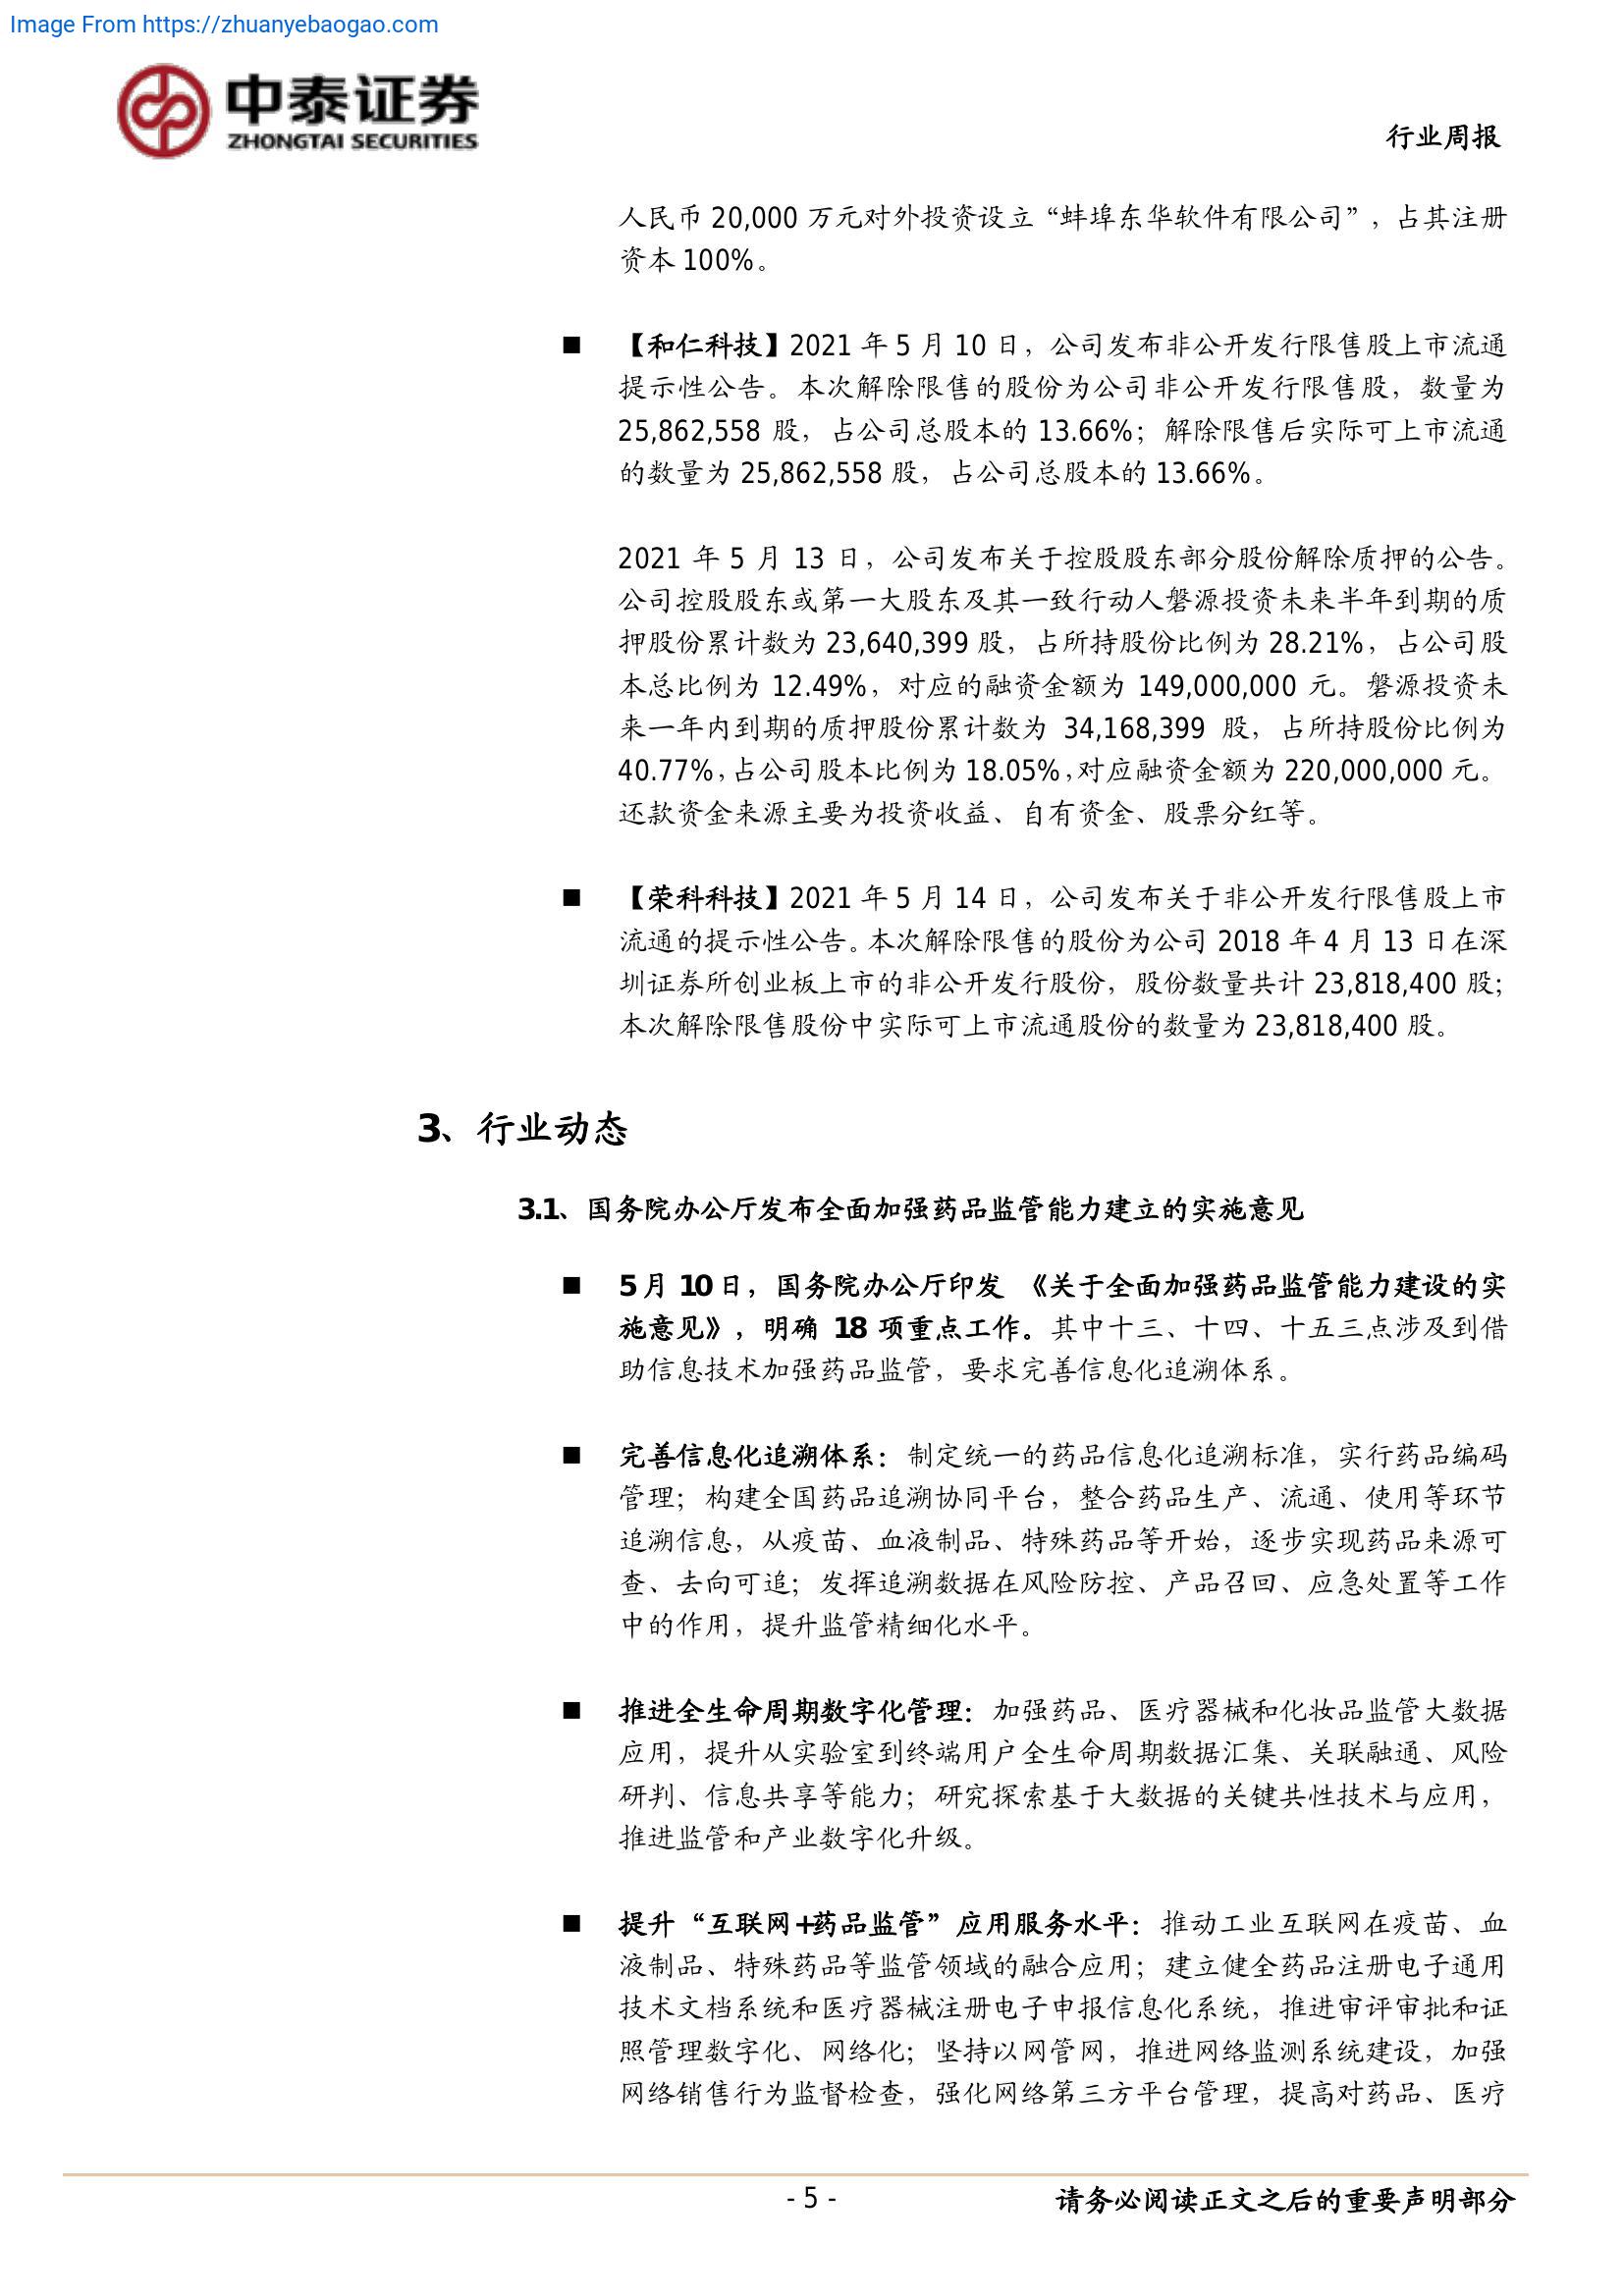 Image From https://zhuanyebaogao.com
中泰证券
ZHONGTAI SECURITIES
行业周报
人民币 20,000 万元对外投资设立“蚌埠东华软件有限公司”，占其注册
资本 100%。
■ 【和仁科技】2021 年 5 月 10 日，公司发布非公开发行限售股上市流通
提示性公告。本次解除限售的股份为公司非公开发行限售股，数量为
25,862,558 股，占公司总股本的 13.66%；解除限售后实际可上市流通
的数量为 25,862,558 股，占公司总股本的 13.66%。
2021 年 5 月 13 日，公司发布关于控股股东部分股份解除质押的公告。
公司控股股东或第一大股东及其一致行动人磐源投资未来半年到期的质
押股份累计数为 23,640,399 股，占所持股份比例为 28.21%，占公司股
本总比例为 12.49%，对应的融资金额为 149,000,000 元。磐源投资未
来一年内到期的质押股份累计数为 34,168,399 股，占所持股份比例为
40.77%，占公司股本比例为 18.05%，对应融资金额为 220,000,000 元。
还款资金来源主要为投资收益、自有资金、股票分红等。
■ 【荣科科技】2021 年 5 月 14 日，公司发布关于非公开发行限售股上市
流通的提示性公告。本次解除限售的股份为公司 2018 年 4 月 13 日在深
圳证券所创业板上市的非公开发行股份，股份数量共计 23,818,400 股；
本次解除限售股份中实际可上市流通股份的数量为 23,818,400 股。
3、行业动态
3.1、国务院办公厅发布全面加强药品监管能力建立的实施意见
■ 5 月 10 日，国务院办公厅印发 《关于全面加强药品监管能力建设的实
施意见》，明确 18 项重点工作。其中十三、十四、十五三点涉及到借
助信息技术加强药品监管，要求完善信息化追溯体系。
■ 完善信息化追溯体系：制定统一的药品信息化追溯标准，实行药品编码
管理；构建全国药品追溯协同平台，整合药品生产、流通、使用等环节
追溯信息，从疫苗、血液制品、特殊药品等开始，逐步实现药品来源可
查、去向可追；发挥追溯数据在风险防控、产品召回、应急处置等工作
中的作用，提升监管精细化水平。
■ 推进全生命周期数字化管理：加强药品、医疗器械和化妆品监管大数据
应用，提升从实验室到终端用户全生命周期数据汇集、关联融通、风险
研判、信息共享等能力；研究探索基于大数据的关键共性技术与应用，
推进监管和产业数字化升级。
■ 提升“互联网+药品监管”应用服务水平：推动工业互联网在疫苗、血
液制品、特殊药品等监管领域的融合应用；建立健全药品注册电子通用
技术文档系统和医疗器械注册电子申报信息化系统，推进审评审批和证
照管理数字化、网络化；坚持以网管网，推进网络监测系统建设，加强
网络销售行为监督检查，强化网络第三方平台管理，提高对药品、医疗
- 5 -
请务必阅读正文之后的重要声明部分